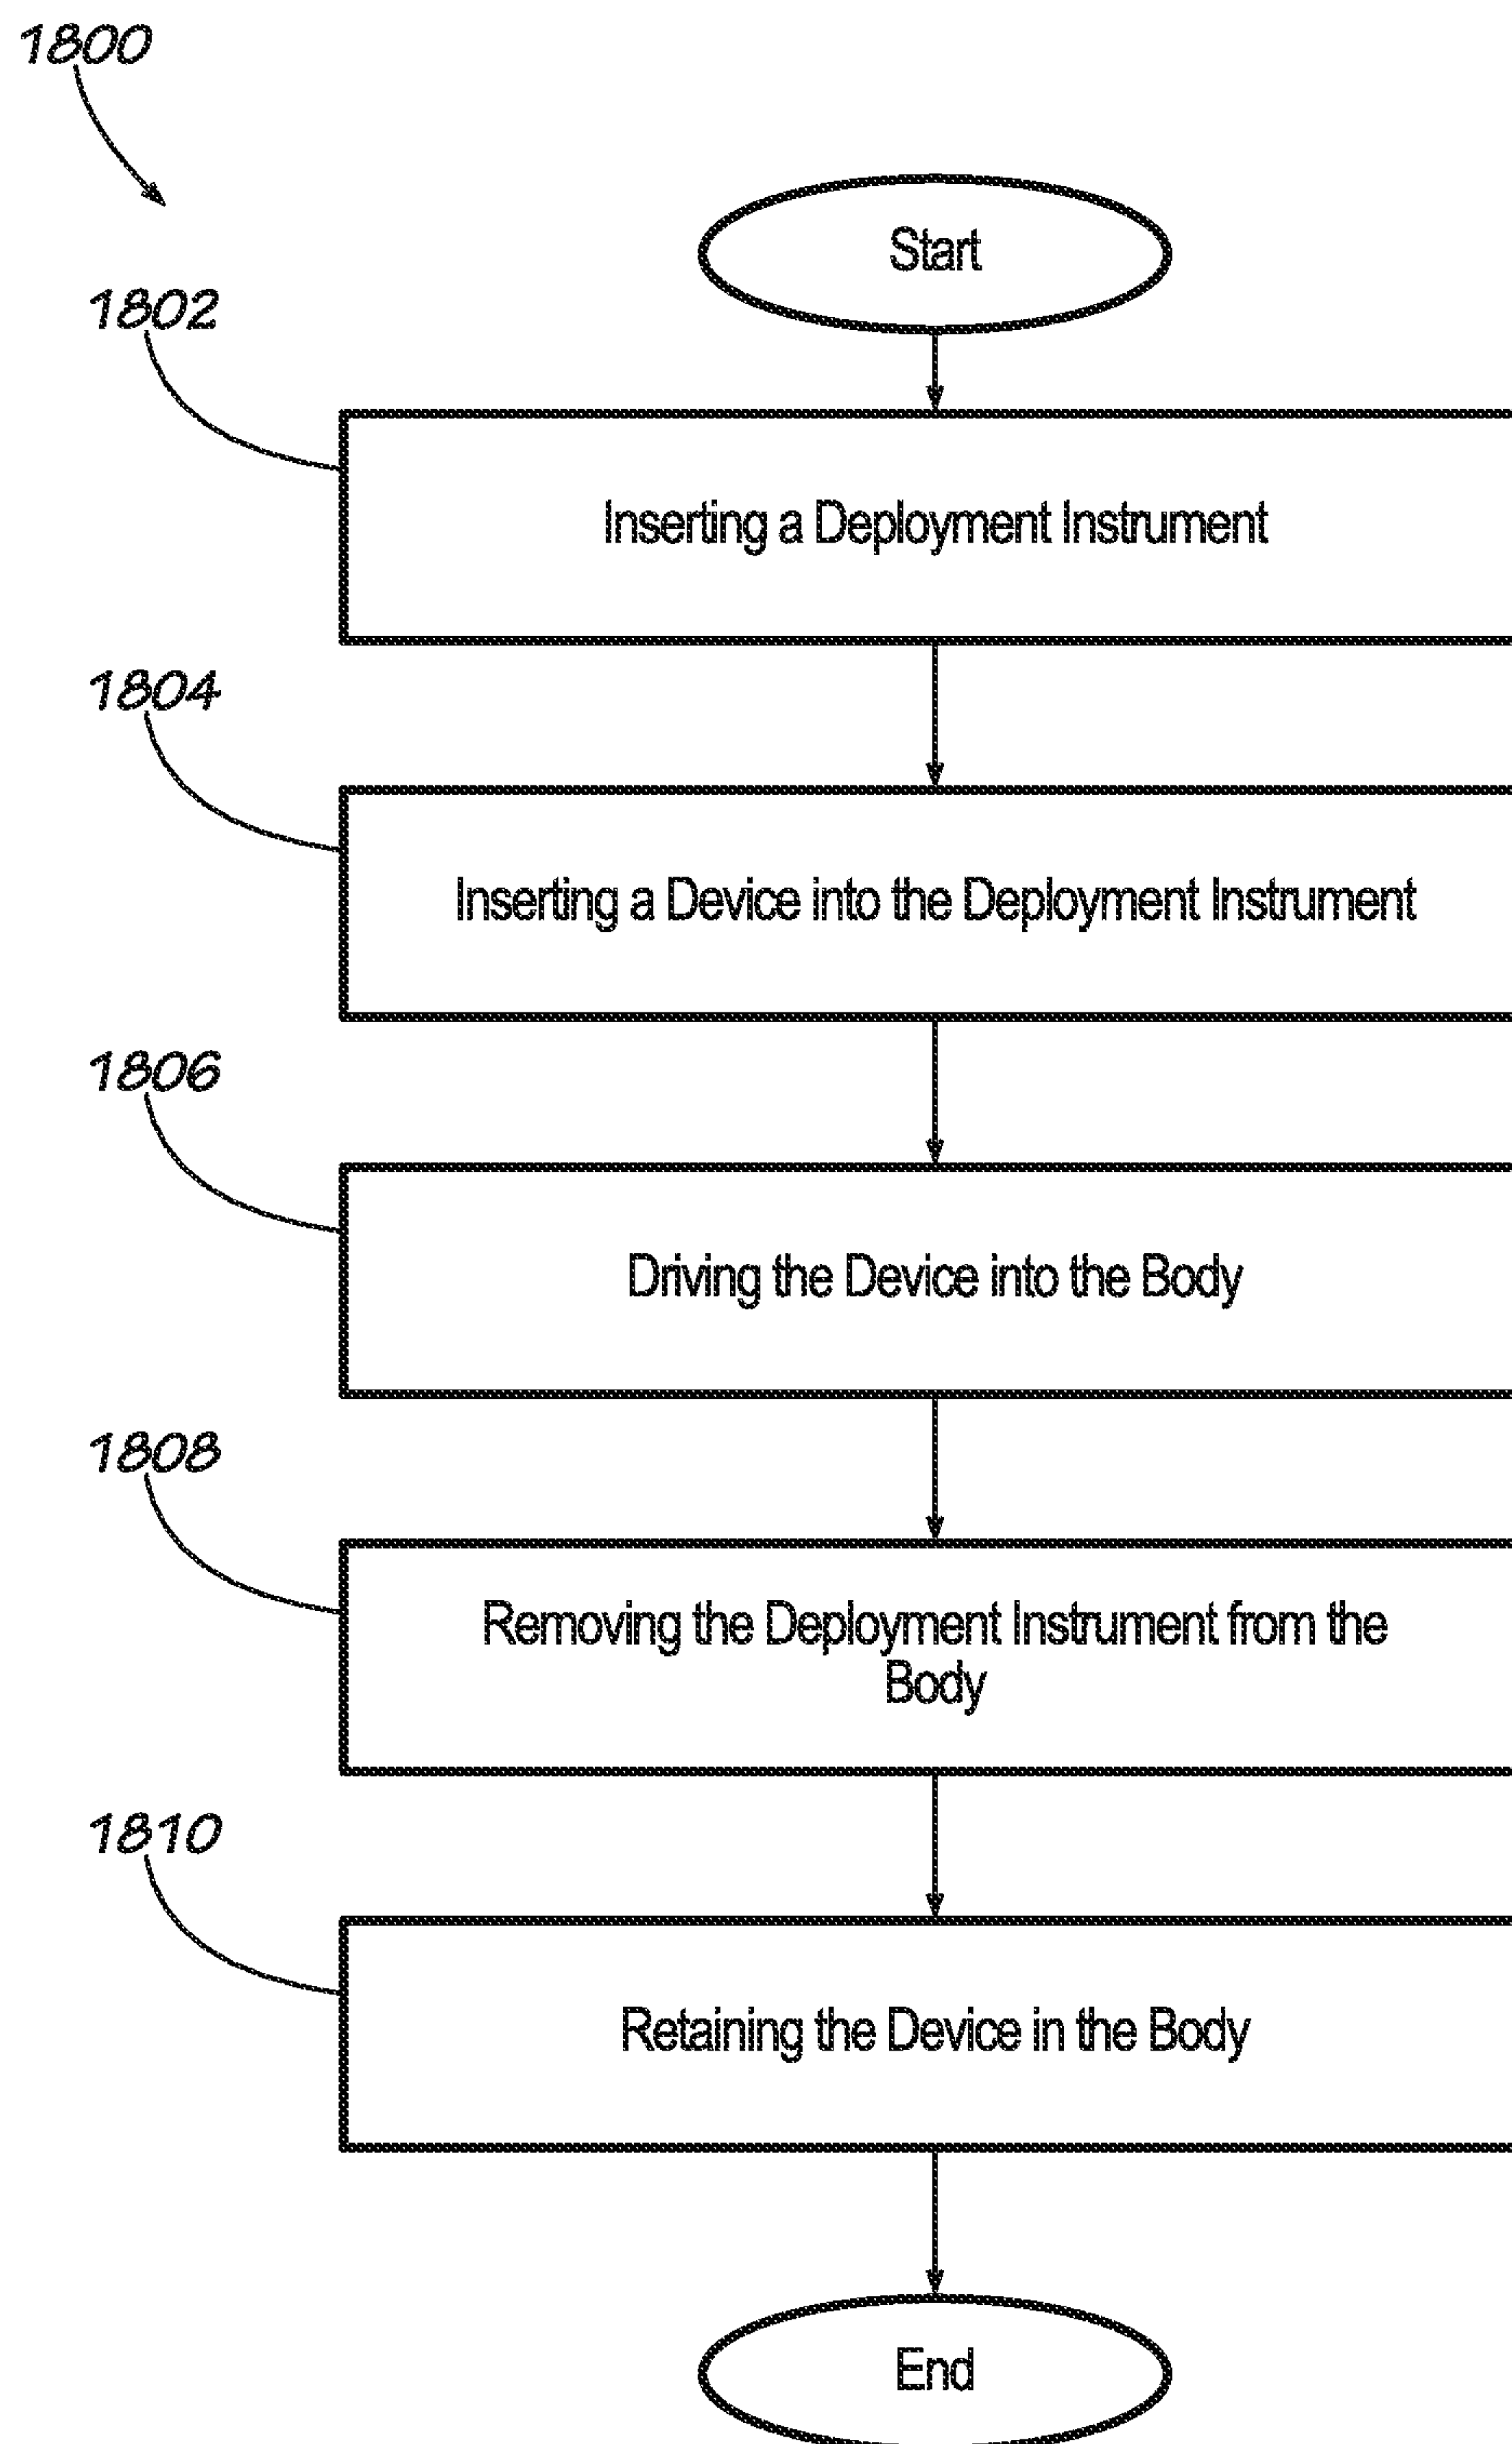 1800
Start
1802
Inserting a Deployment Instrument
1804
Inserting a Device into the Deployment Instrument
1806
Driving the Device into the Body
1808
Removing the Deployment Instrument from the
Body
1810
Retaining the Device in the Body
End